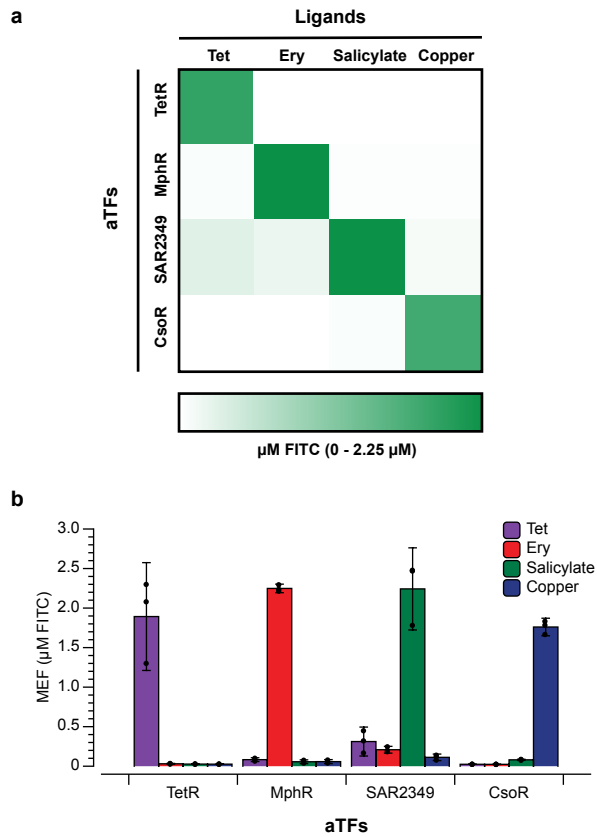 a
Ligands
Tet Ery Salicylate Copper
aTFs
TetR
MphR
SAR2349
CsoR
µM FITC (0 - 2.25 µM)
b
MEF (µM FITC)
3.0
2.5
2.0
1.5
1.0
0.5
0
Tet
Ery
Salicylate
Copper
TetR MphR SAR2349 CsoR
aTFs